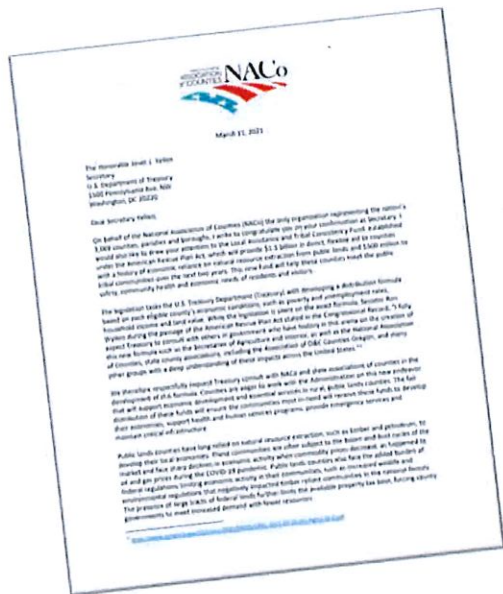 NATIONAL
ASSOCIATION
of COUNTIES
NACo
March 11, 2021
The Honorable Janet L. Yellen
Secretary
U.S. Department of Treasury
1500 Pennsylvania Ave. NW
Washington, DC 20220
Dear Secretary Yellen,
On behalf of the National Association of Counties (NACo) the only organization representing the nation's
3,069 counties, parishes and boroughs, I write to congratulate you on your confirmation as Secretary. I
would also like to draw your attention to the Local Assistance and Tribal Consistency Fund, established
under the American Rescue Plan Act, which will provide $1.5 billion in direct, flexible aid to counties
with a history of economic reliance on natural resource extraction from public lands and $500 million to
tribal communities over the next two years. This new fund will help these counties meet the public
safety, community health and economic needs of residents and visitors.
The legislation tasks the U.S. Treasury Department (Treasury) with developing a distribution formula
based on each eligible county's economic conditions, such as poverty and unemployment rates,
household income and land value. While the legislation is silent on the exact formula, Senator Ron
Wyden during the passage of the American Rescue Plan Act stated in the Congressional Record, "I fully
expect Treasury to consult with others in government who have history in this arena on the creation of
this new formula such as the Secretaries of Agriculture and Interior, as well as the National Association
of Counties, state county associations, including the Association of O&C Counties Oregon, and many
other groups with a deep understanding of these impacts across the United States."
We therefore respectfully request Treasury consult with NACo and state associations of counties in the
development of this formula. Counties are eager to work with the Administration on this new endeavor
that will support economic development and essential services in rural, public lands counties. The fair
distribution of these funds will ensure the communities most in need will receive these funds to develop
their economies, support health and human services programs, provide emergency services and
maintain critical infrastructure.
Public lands counties have long relied on natural resource extraction, such as timber and petroleum, to
develop their local economies. These communities are often subject to the boom and bust cycles of the
market and face sharp declines in economic activity when commodity prices decrease, as happened to
oil and gas prices during the COVID-19 pandemic. Public lands counties also face the added burden of
federal regulations limiting economic activity in their communities, such as increased wildlife and
environmental regulations that negatively impacted timber reliant communities in the national forests.
The presence of large tracts of federal lands further limits the available property tax base, forcing county
governments to meet increased demand with fewer resources.